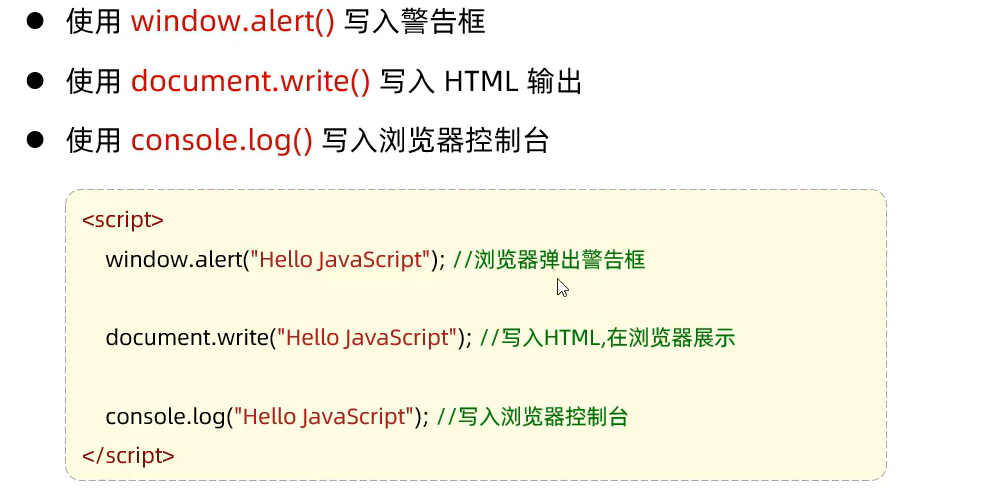 ● 使用 window.alert() 写入警告框
● 使用 document.write() 写入 HTML 输出
● 使用 console.log() 写入浏览器控制台
<script>
window.alert("Hello JavaScript"); //浏览器弹出警告框
document.write("Hello JavaScript"); //写入HTML,在浏览器展示
console.log("Hello JavaScript"); //写入浏览器控制台
</script>